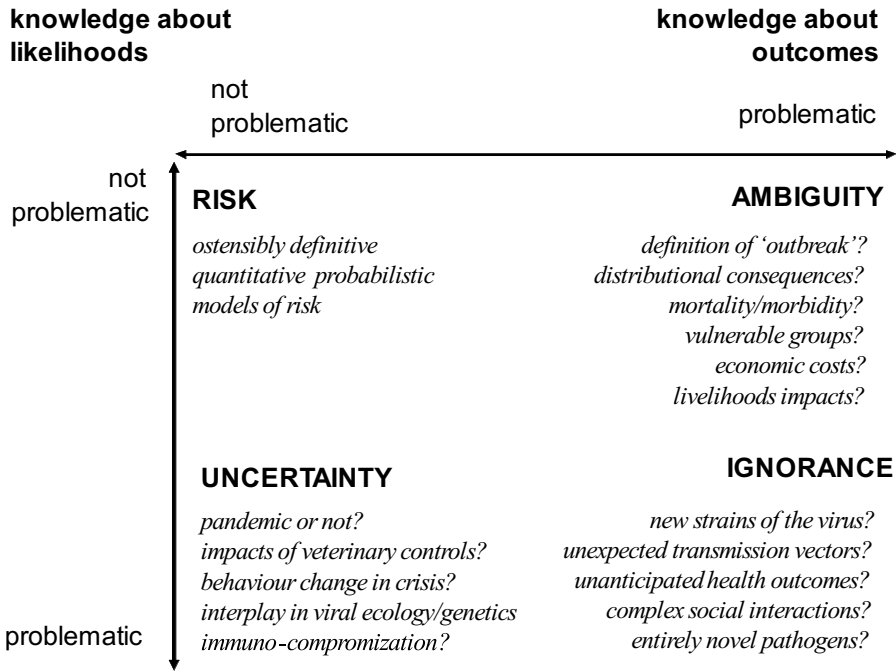 knowledge about
likelihoods
knowledge about
outcomes
not
problematic
problematic
not
problematic
RISK
ostensibly definitive
quantitative probabilistic
models of risk
AMBIGUITY
definition of ‘outbreak’?
distributional consequences?
mortality/morbidity?
vulnerable groups?
economic costs?
livelihoods impacts?
UNCERTAINTY
pandemic or not?
impacts of veterinary controls?
behaviour change in crisis?
interplay in viral ecology/genetics
immuno-compromization?
IGNORANCE
new strains of the virus?
unexpected transmission vectors?
unanticipated health outcomes?
complex social interactions?
entirely novel pathogens?
problematic